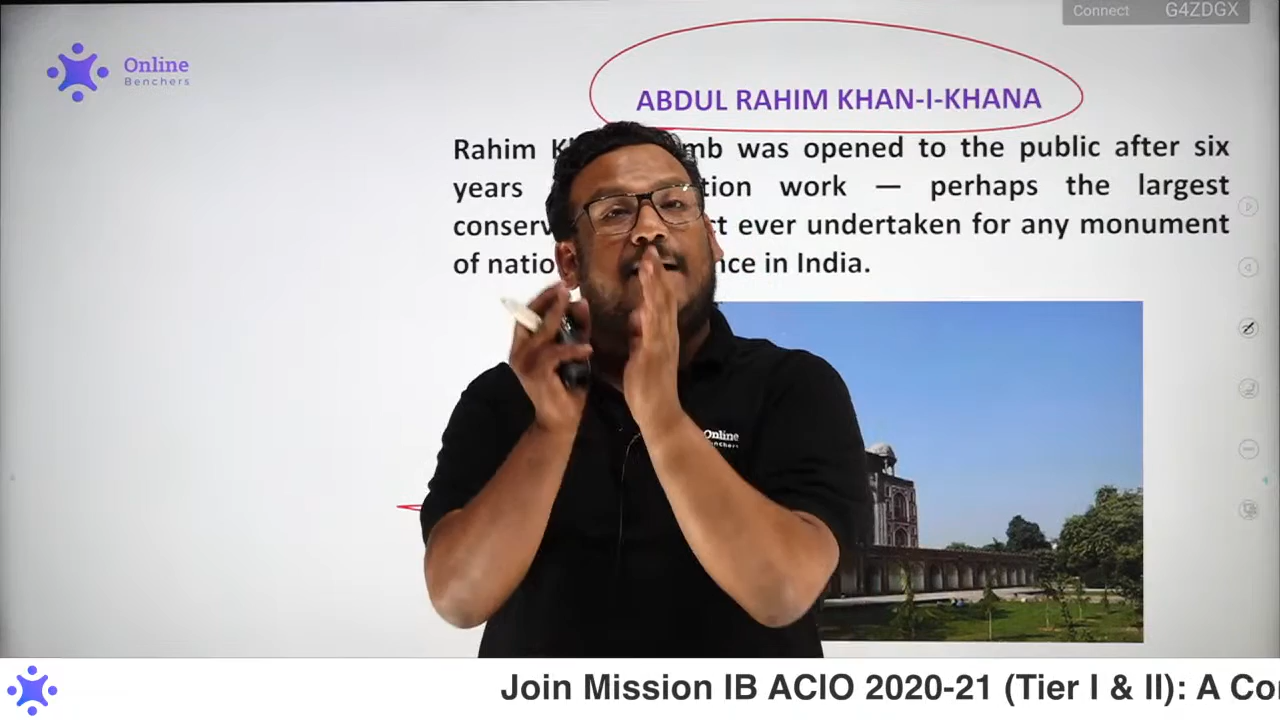 Connect G4ZDGX
Online
Benchers
ABDUL RAHIM KHAN-I-KHANA
Rahim mb was opened to the public after six
years tion work — perhaps the largest
conserv ct ever undertaken for any monument
of natio nce in India.
Online
Benchers
Join Mission IB ACIO 2020-21 (Tier I & II): A Co